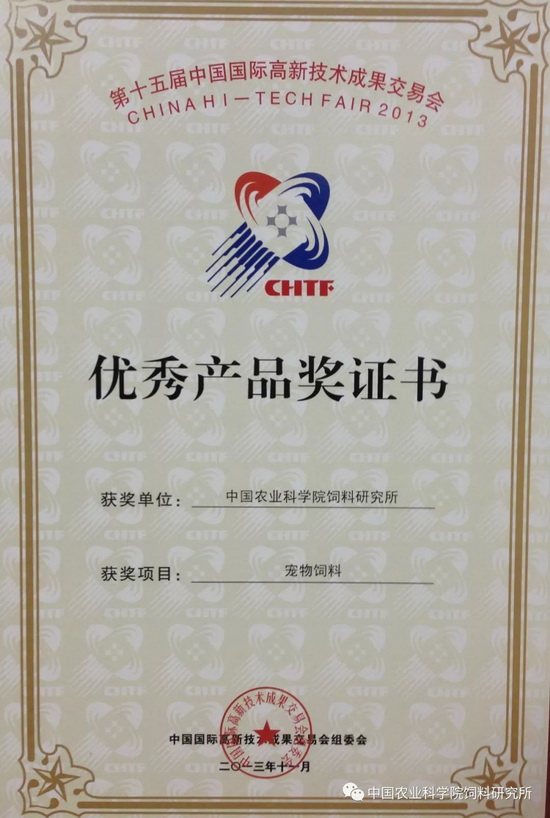 第十五届中国国际高新技术成果交易会
CHINA HI-TECH FAIR 2013
CHTF
优秀产品奖证书
获奖单位：中国农业科学院饲料研究所
获奖项目：宠物饲料
中国国际高新技术成果交易会组委会
二〇一三年十一月
中国农业科学院饲料研究所